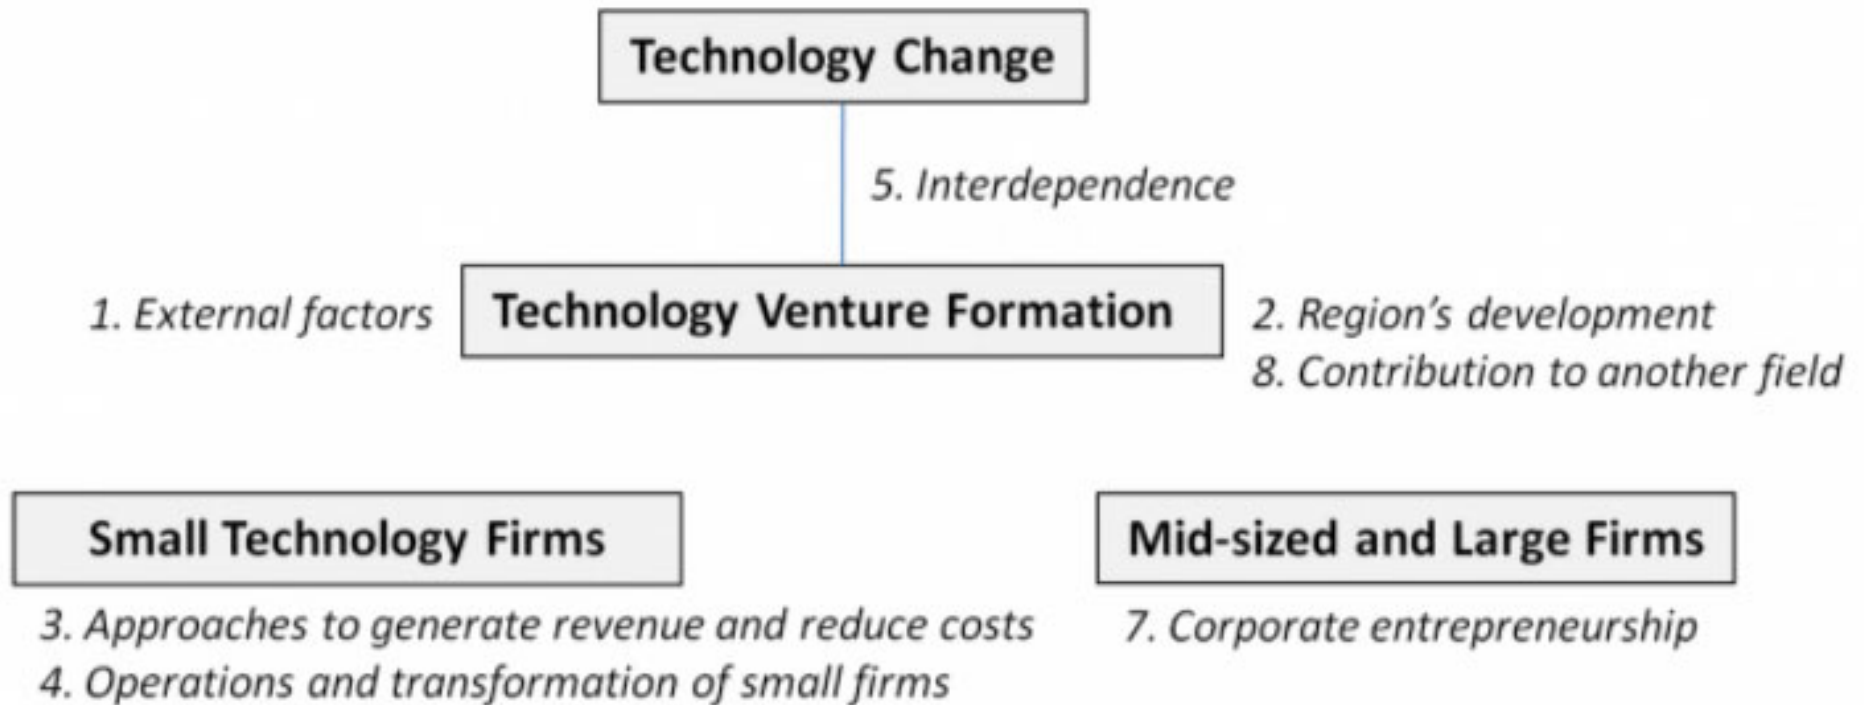 Technology Change
5. Interdependence
1. External factors
Technology Venture Formation
2. Region’s development
8. Contribution to another field
Small Technology Firms
3. Approaches to generate revenue and reduce costs
4. Operations and transformation of small firms
Mid-sized and Large Firms
7. Corporate entrepreneurship